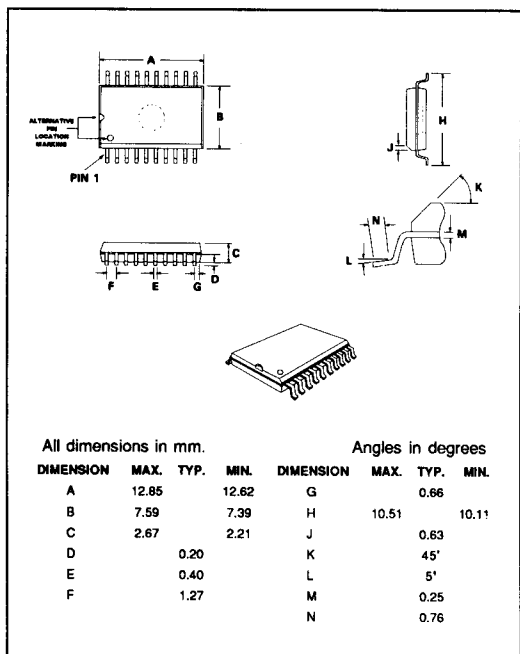 A
B
ALTERNATIVE
PIN
LOCATION
MARKING
PIN 1
H
J
K
N
M
L
C
D
F
E
G
All dimensions in mm.
Angles in degrees
DIMENSION MAX. TYP. MIN. DIMENSION MAX. TYP. MIN.
A 12.85 12.62 G 0.66
B 7.59 7.39 H 10.51 10.11
C 2.67 2.21 J 0.63
D 0.20 K 45'
E 0.40 L 5'
F 1.27 M 0.25
N 0.76